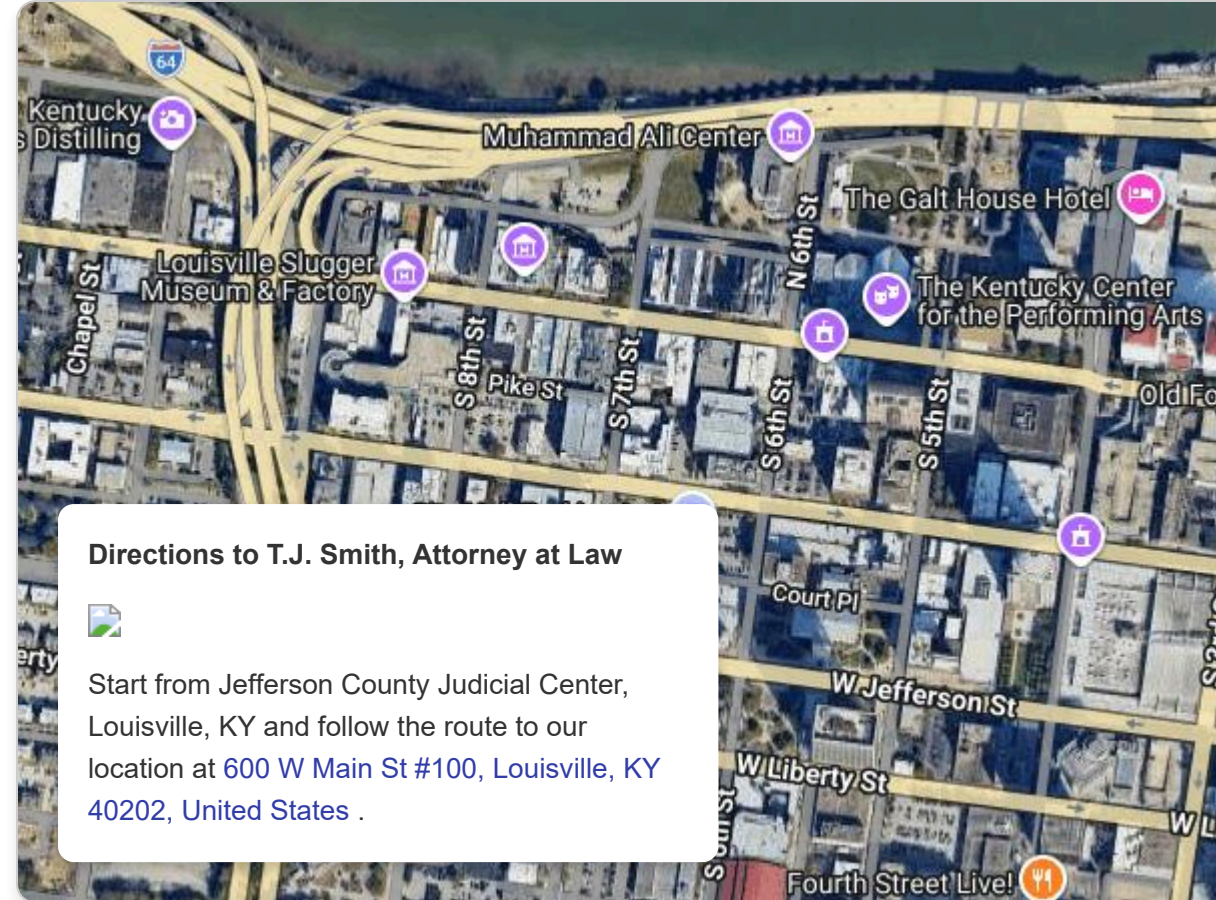 64
Kentucky
s Distilling
Muhammad Ali Center
The Galt House Hotel
N 6th St
Louisville Slugger
Museum & Factory
The Kentucky Center
for the Performing Arts
Chapel St
S 8th St
Pike St
S 7th St
S 6th St
S 5th St
Old Fo
Directions to T.J. Smith, Attorney at Law
Start from Jefferson County Judicial Center,
Louisville, KY and follow the route to our
location at 600 W Main St #100, Louisville, KY
40202, United States .
Court Pl
erty
W Jefferson St
W Liberty St
W L
Fourth Street Live!